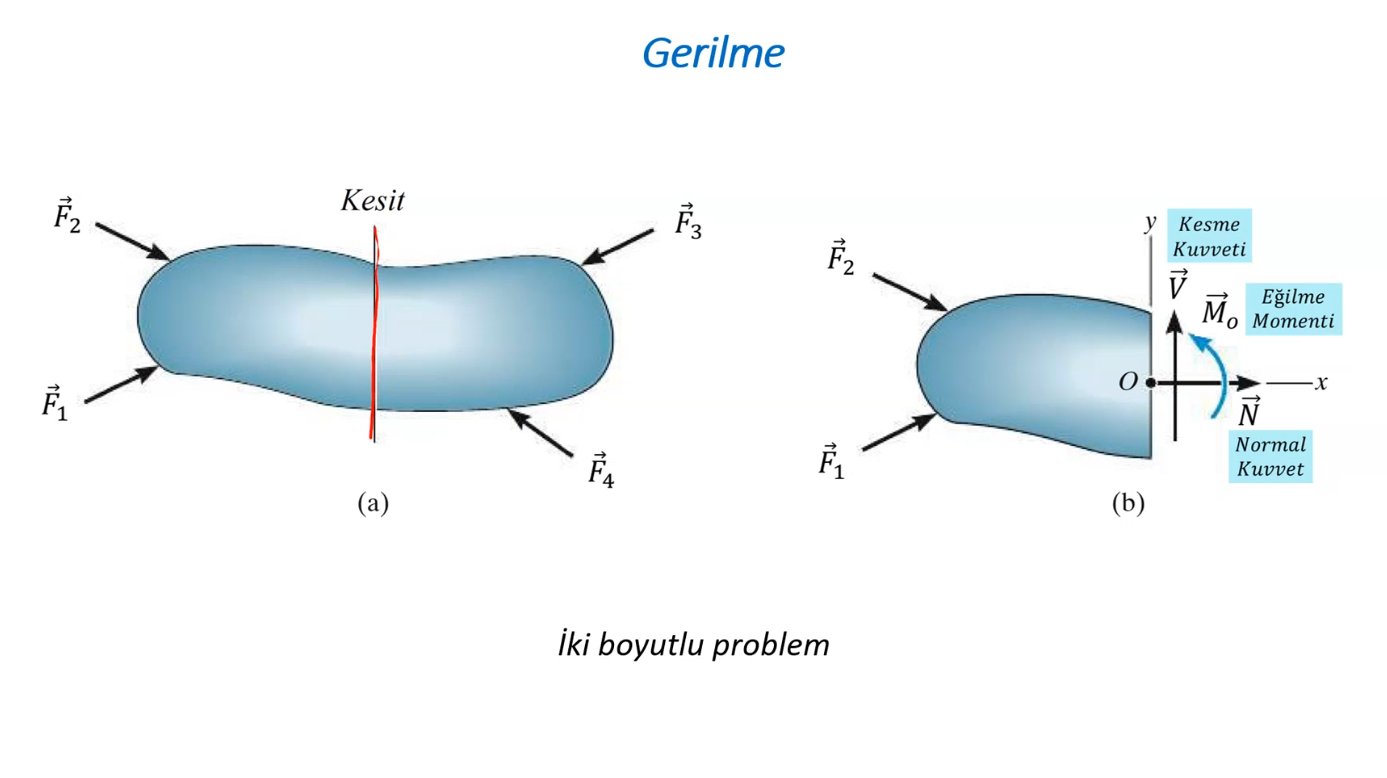 Gerilme
Kesit
F⃗₂
F⃗₃
F⃗₁
F⃗₄
(a)
y
Kesme
Kuvveti
F⃗₂
V⃗
M⃗ₒ
Eğilme
Momenti
O
x
N⃗
F⃗₁
Normal
Kuvvet
(b)
İki boyutlu problem